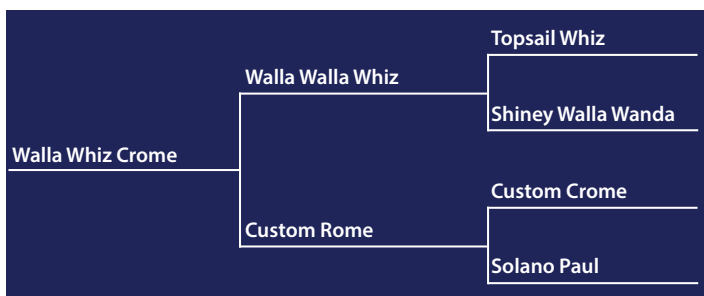 Topsail Whiz
Walla Walla Whiz
Shiney Walla Wanda
Walla Whiz Crome
Custom Crome
Custom Rome
Solano Paul